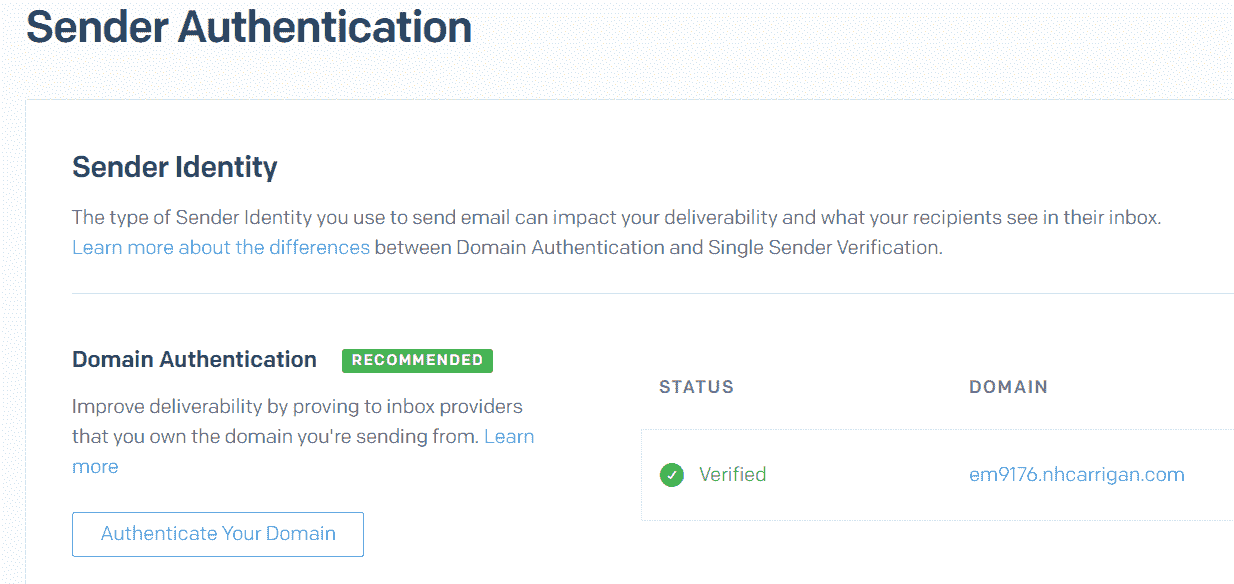 Sender Authentication
Sender Identity
The type of Sender Identity you use to send email can impact your deliverability and what your recipients see in their inbox.
Learn more about the differences between Domain Authentication and Single Sender Verification.
Domain Authentication RECOMMENDED
Improve deliverability by proving to inbox providers
that you own the domain you're sending from. Learn
more
Authenticate Your Domain
STATUS DOMAIN
Verified em9176.nhcarrigan.com